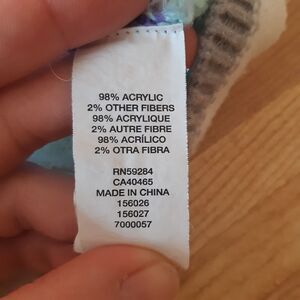 98% ACRYLIC
2% OTHER FIBERS
98% ACRYLIQUE
2% AUTRE FIBRE
98% ACRÍLICO
2% OTRA FIBRA
RN59284
CA40465
MADE IN CHINA
156026
156027
7000057